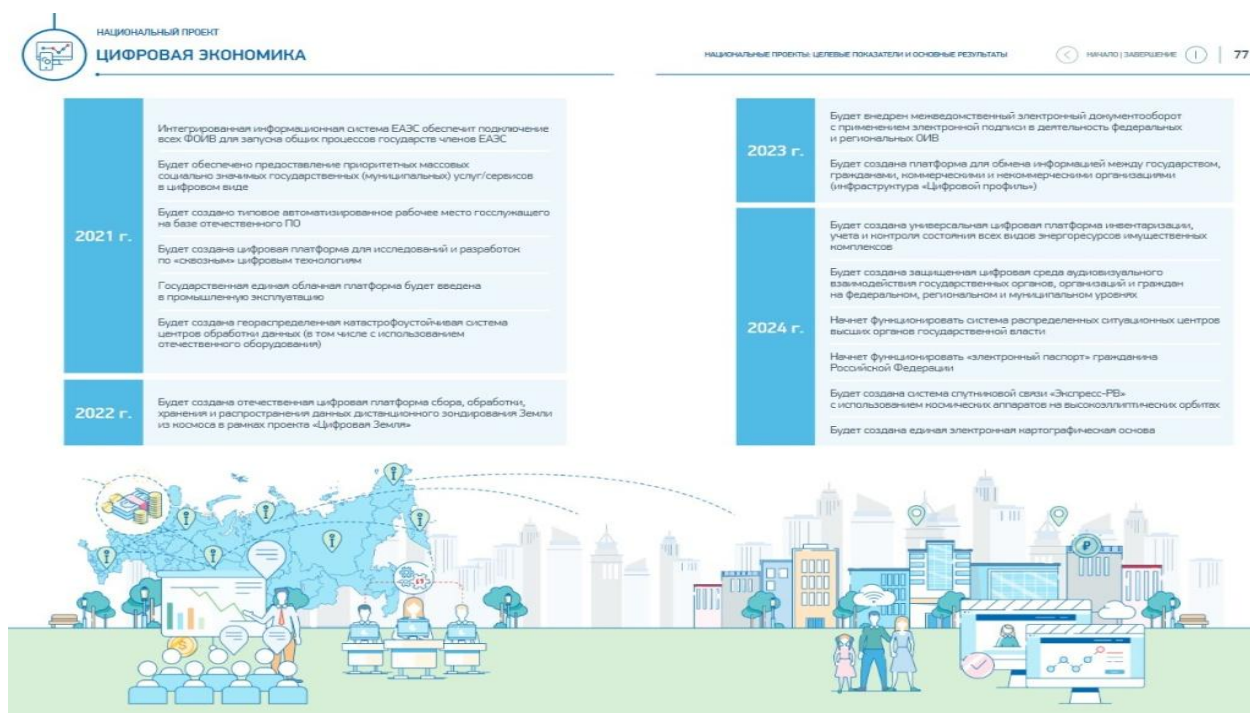 НАЦИОНАЛЬНЫЙ ПРОЕКТ
ЦИФРОВАЯ ЭКОНОМИКА
НАЦИОНАЛЬНЫЕ ПРОЕКТЫ: ЦЕЛЕВЫЕ ПОКАЗАТЕЛИ И ОСНОВНЫЕ РЕЗУЛЬТАТЫ
НАЧАЛО | ЗАВЕРШЕНИЕ
77
2021 г.
Интегрированная информационная система ЕАЭС обеспечит подключение
всех ФОИВ для запуска общих процессов государств членов ЕАЭС
Будет обеспечено предоставление приоритетных массовых
социально значимых государственных (муниципальных) услуг/сервисов
в цифровом виде
Будет создано типовое автоматизированное рабочее место госслужащего
на базе отечественного ПО
Будет создана цифровая платформа для исследований и разработок
по «сквозным» цифровым технологиям
Государственная единая облачная платформа будет введена
в промышленную эксплуатацию
Будет создана геораспределенная катастрофоустойчивая система
центров обработки данных (в том числе с использованием
отечественного оборудования)
2022 г.
Будет создана отечественная цифровая платформа сбора, обработки,
хранения и распространения данных дистанционного зондирования Земли
из космоса в рамках проекта «Цифровая Земля»
2023 г.
Будет внедрен межведомственный электронный документооборот
с применением электронной подписи в деятельность федеральных
и региональных ОИВ
Будет создана платформа для обмена информацией между государством,
гражданами, коммерческими и некоммерческими организациями
(инфраструктура «Цифровой профиль»)
2024 г.
Будет создана универсальная цифровая платформа инвентаризации,
учета и контроля состояния всех видов энергоресурсов имущественных
комплексов
Будет создана защищенная цифровая среда аудиовизуального
взаимодействия государственных органов, организаций и граждан
на федеральном, региональном и муниципальном уровнях
Начнет функционировать система распределенных ситуационных центров
высших органов государственной власти
Начнет функционировать «электронный паспорт» гражданина
Российской Федерации
Будет создана система спутниковой связи «Экспресс-РВ»
с использованием космических аппаратов на высокоэллиптических орбитах
Будет создана единая электронная картографическая основа
₽